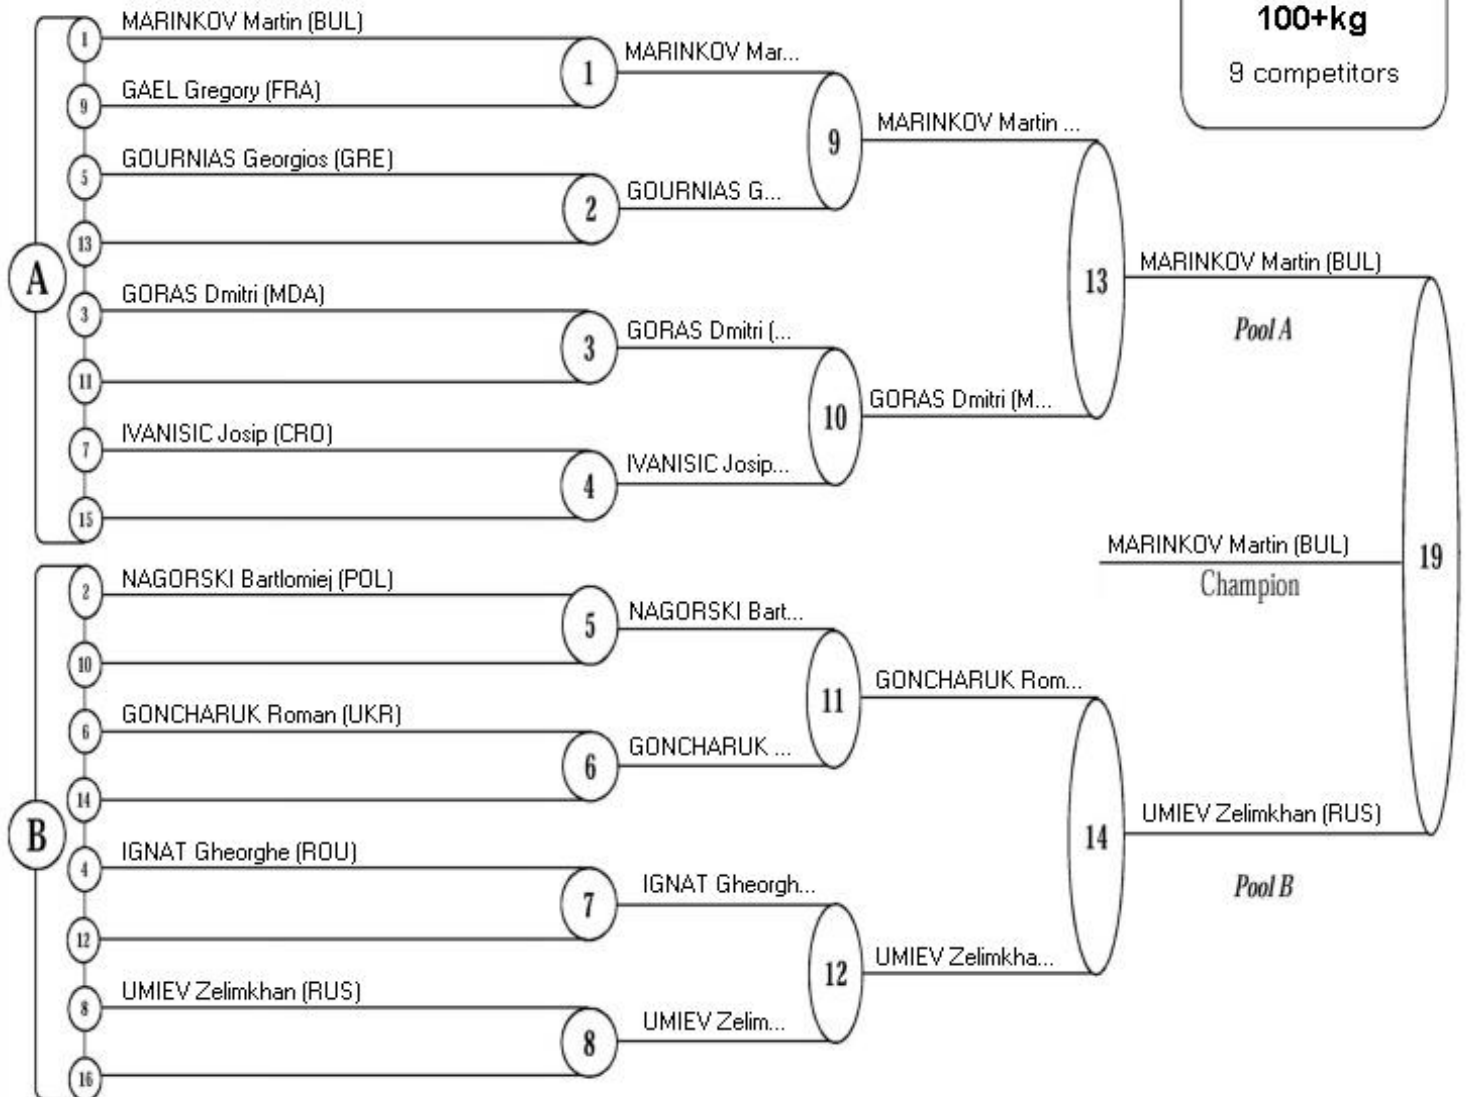 100+kg
9 competitors
A
1
MARINKOV Martin (BUL)
9
GAEL Gregory (FRA)
1
MARINKOV Mar...
5
GOURNIAS Georgios (GRE)
13
2
GOURNIAS G...
9
MARINKOV Martin ...
3
GORAS Dmitri (MDA)
11
3
GORAS Dmitri (...
7
IVANISIC Josip (CRO)
15
4
IVANISIC Josip...
10
GORAS Dmitri (M...
13
MARINKOV Martin (BUL)
Pool A
B
2
NAGORSKI Bartlomiej (POL)
10
5
NAGORSKI Bart...
6
GONCHARUK Roman (UKR)
14
6
GONCHARUK ...
11
GONCHARUK Rom...
4
IGNAT Gheorghe (ROU)
12
7
IGNAT Gheorgh...
8
UMIEV Zelimkhan (RUS)
16
8
UMIEV Zelim...
12
UMIEV Zelimkha...
14
UMIEV Zelimkhan (RUS)
Pool B
19
MARINKOV Martin (BUL)
Champion